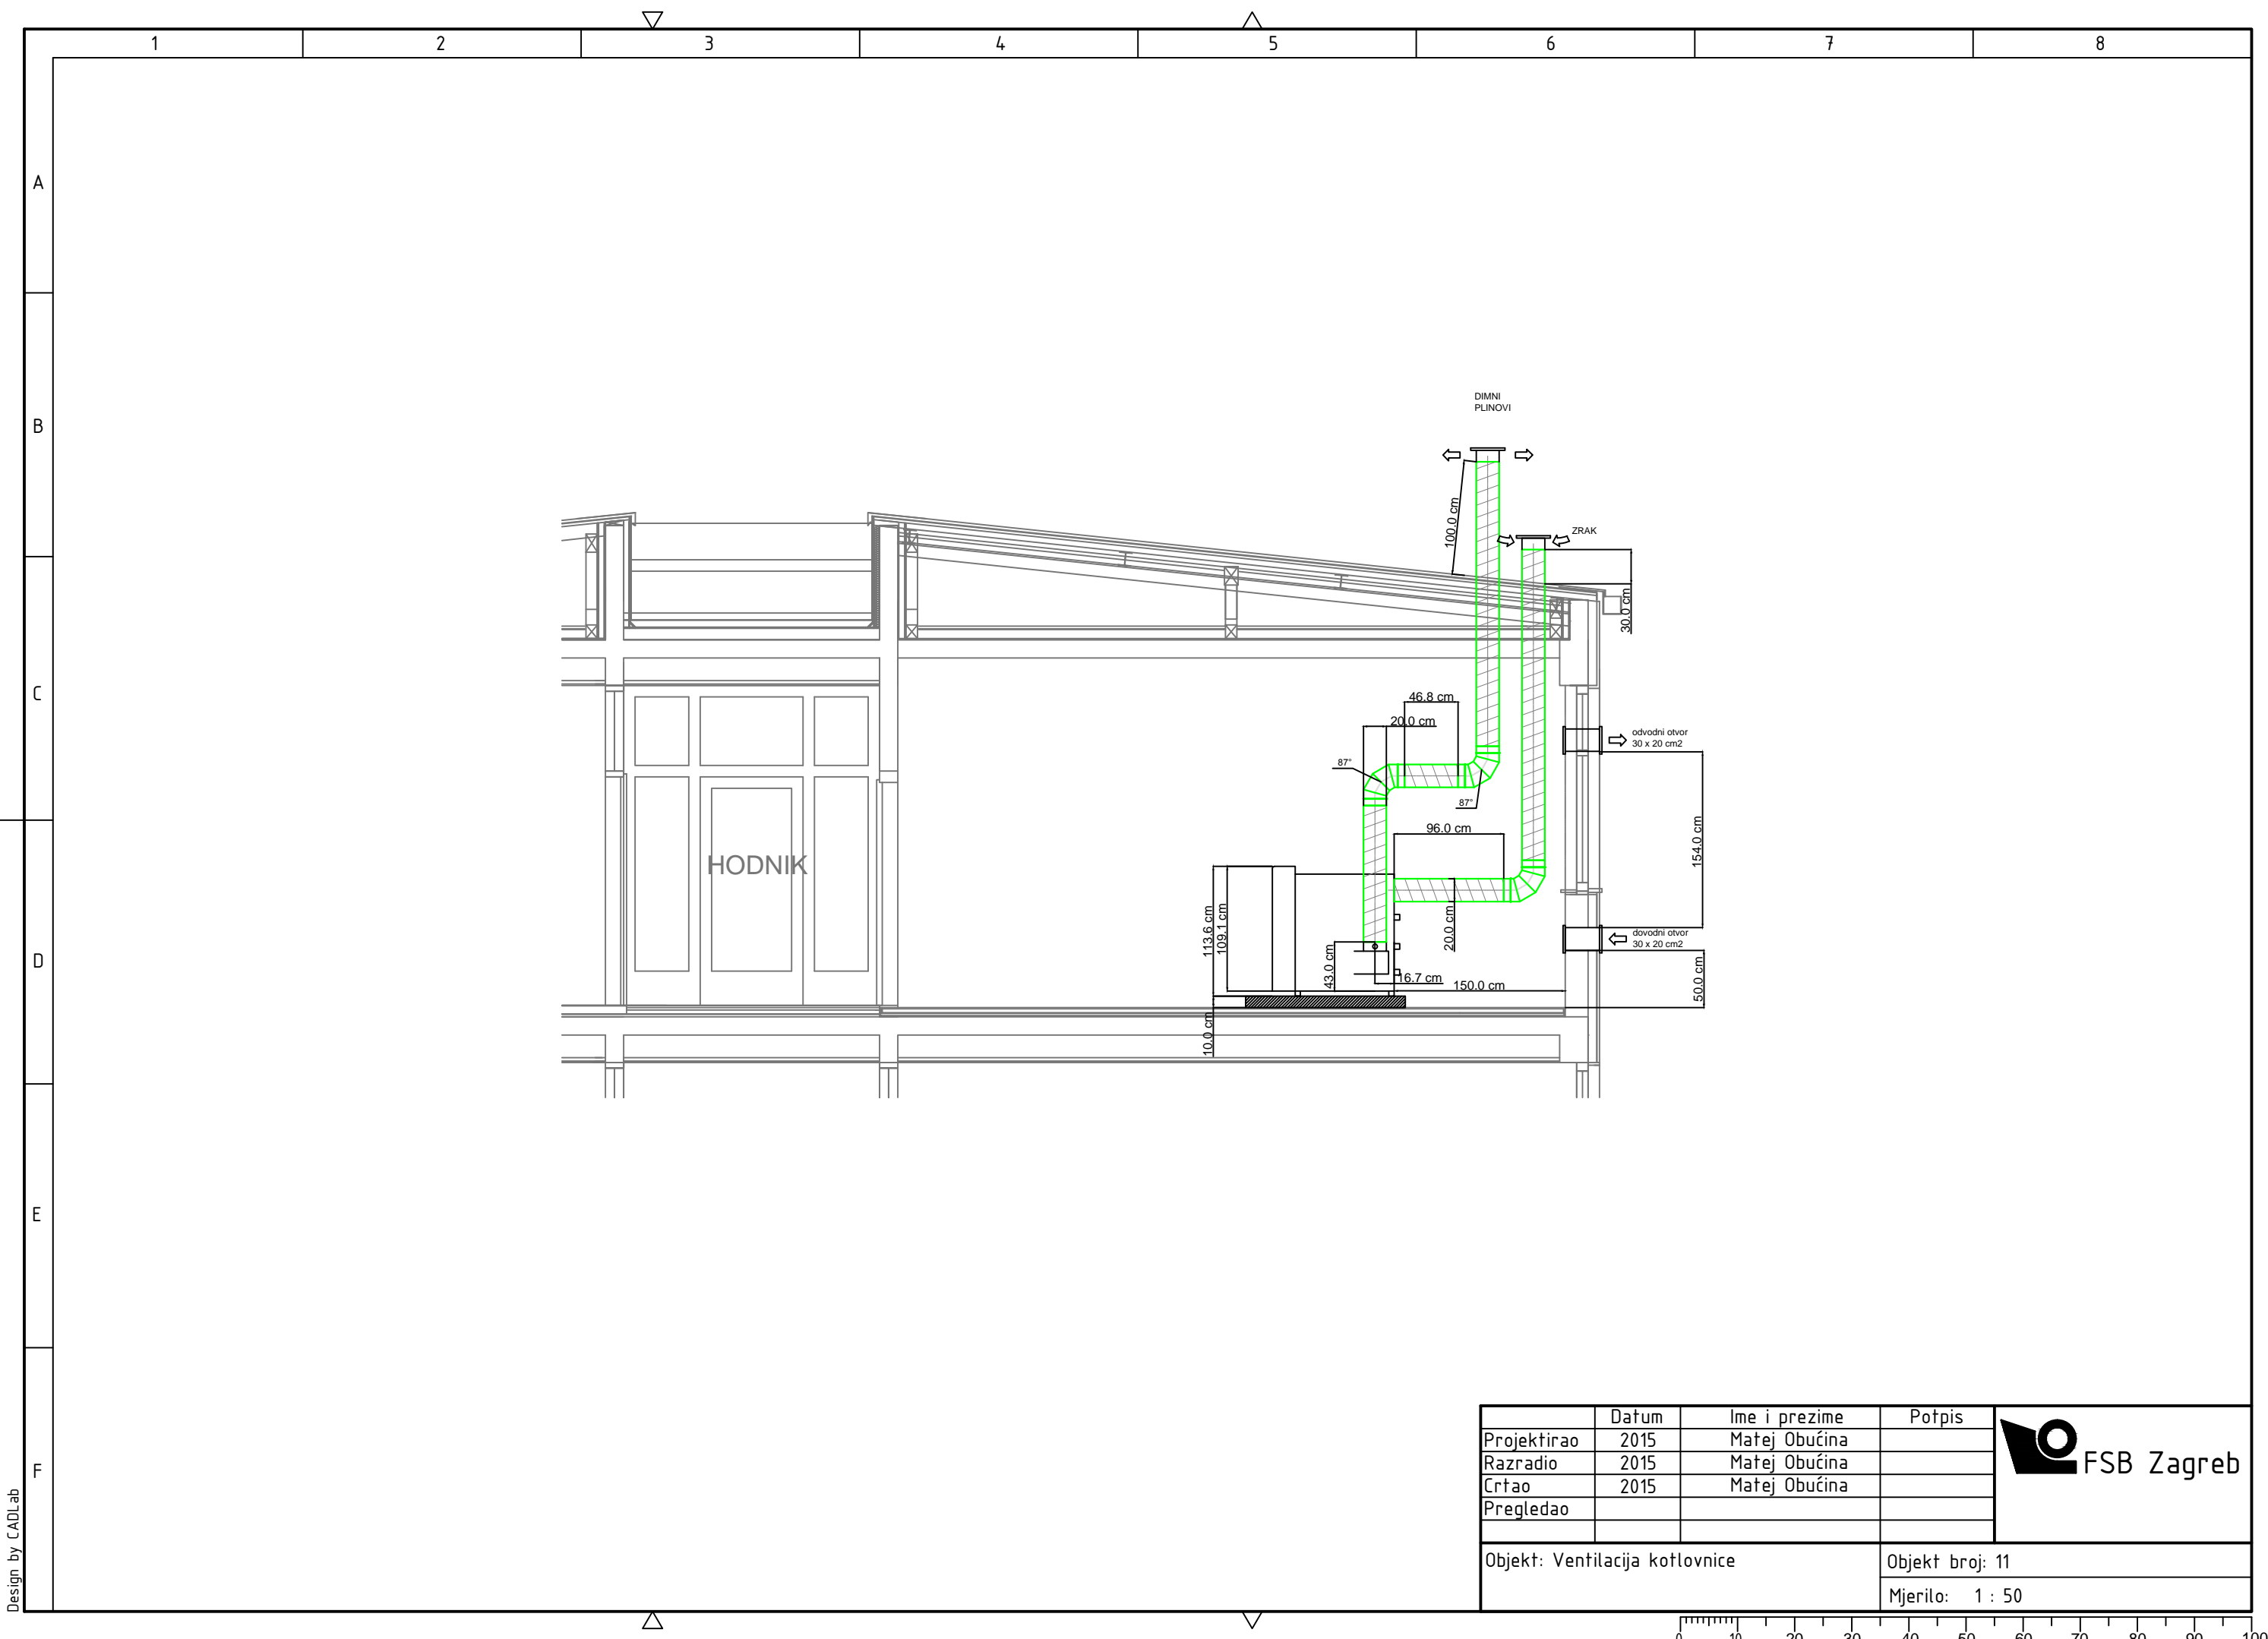 1 2 3 4 5 6 7 8
A
B
C
D
E
F
DIMNI
PLINOVI
ZRAK
100.0 cm
30.0 cm
46.8 cm
20.0 cm
87°
87°
odvodni otvor
30 x 20 cm2
96.0 cm
154.0 cm
HODNIK
113.6 cm
109.1 cm
43.0 cm
20.0 cm
16.7 cm
150.0 cm
dovodni otvor
30 x 20 cm2
50.0 cm
10.0 cm
Datum Ime i prezime Potpis
Projektirao 2015 Matej Obućina
Razradio 2015 Matej Obućina
Crtao 2015 Matej Obućina
Pregledao
FSB Zagreb
Objekt: Ventilacija kotlovnice
Objekt broj: 11
Mjerilo: 1 : 50
Design by CADLab
0 10 20 30 40 50 60 70 80 90 100